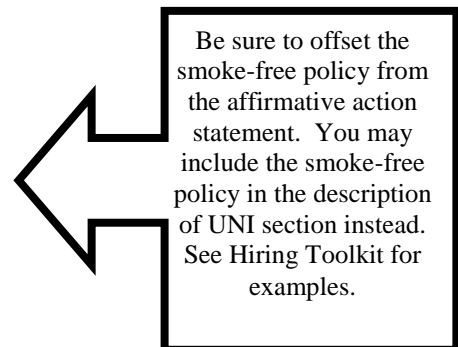 Be sure to offset the
smoke-free policy from
the affirmative action
statement.  You may
include the smoke-free
policy in the description
of UNI section instead.
See Hiring Toolkit for
examples.